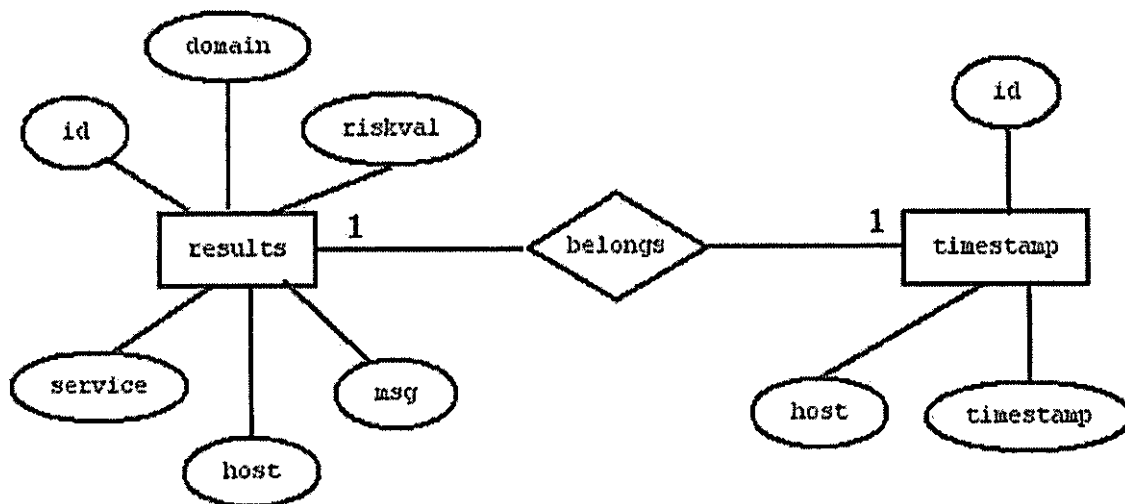 domain
id
riskval
id
results
1
belongs
1
timestamp
service
msg
host
host
timestamp